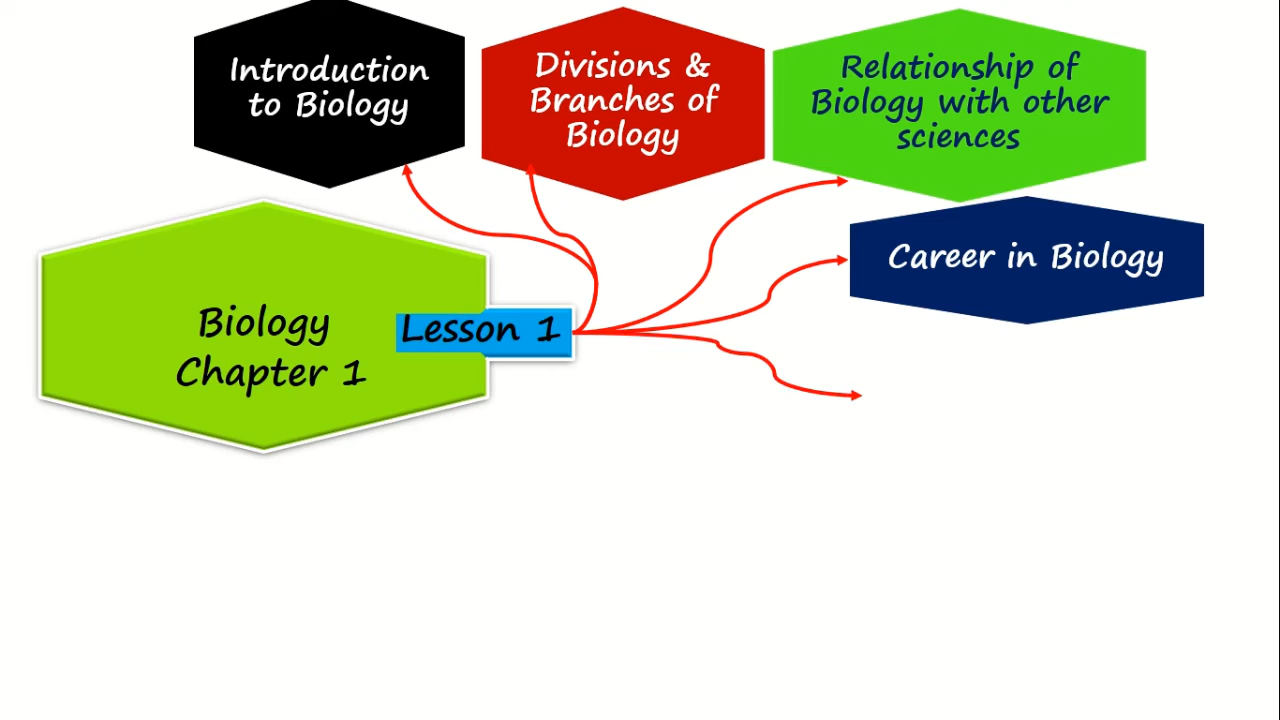 Introduction
to Biology
Divisions &
Branches of
Biology
Relationship of
Biology with other
sciences
Career in Biology
Biology
Chapter 1
Lesson 1